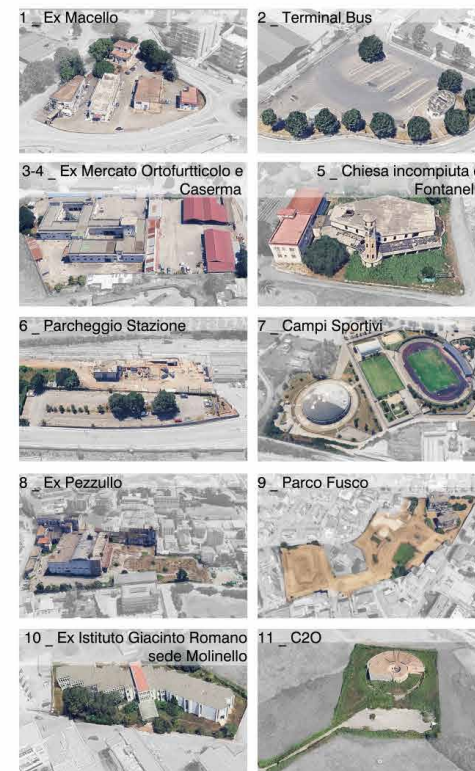 1 _ Ex Macello
2 _ Terminal Bus
3-4 _ Ex Mercato Ortofurtticolo e
Caserma
5 _ Chiesa incompiuta
Fontanel
6 _ Parcheggio Stazione
7 _ Campi Sportivi
8 _ Ex Pezzullo
9 _ Parco Fusco
10 _ Ex Istituto Giacinto Romano
sede Molinello
11 _ C2O